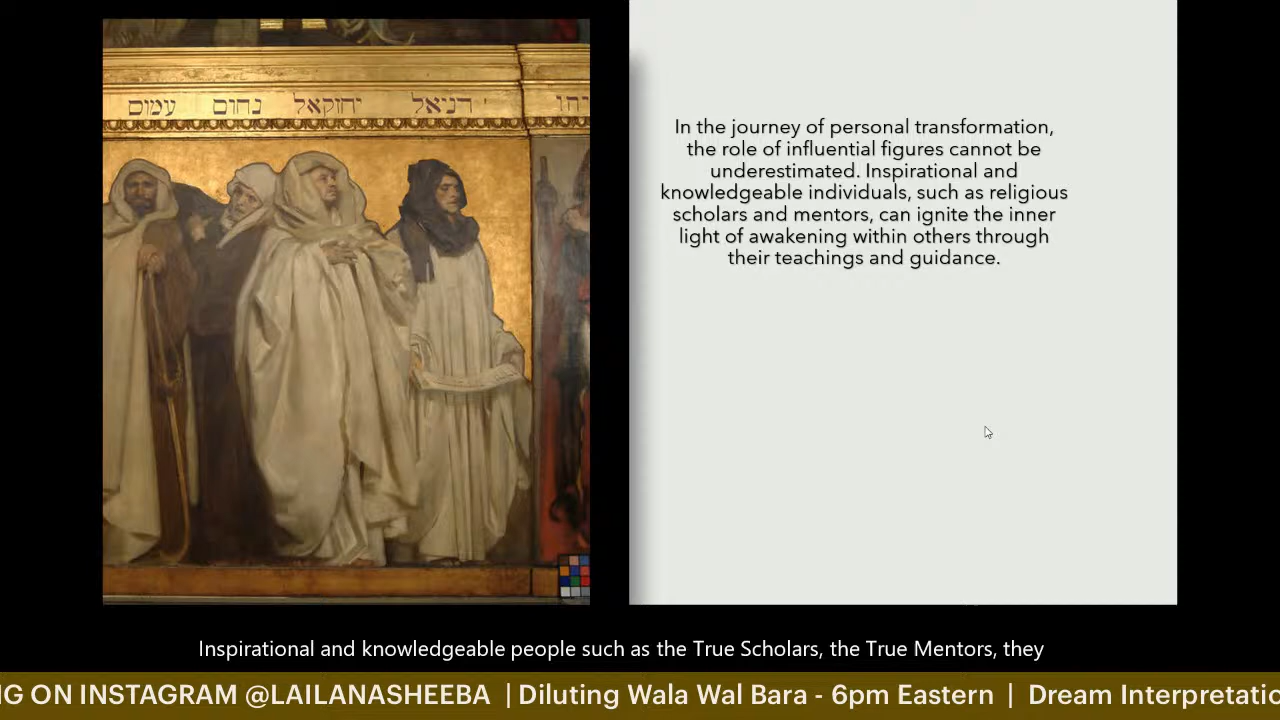 עמוס נחום יחזקאל דניאל
In the journey of personal transformation,
the role of influential figures cannot be
underestimated. Inspirational and
knowledgeable individuals, such as religious
scholars and mentors, can ignite the inner
light of awakening within others through
their teachings and guidance.
Inspirational and knowledgeable people such as the True Scholars, the True Mentors, they
NG ON INSTAGRAM @LAILANASHEEBA | Diluting Wala Wal Bara - 6pm Eastern | Dream Interpretatio